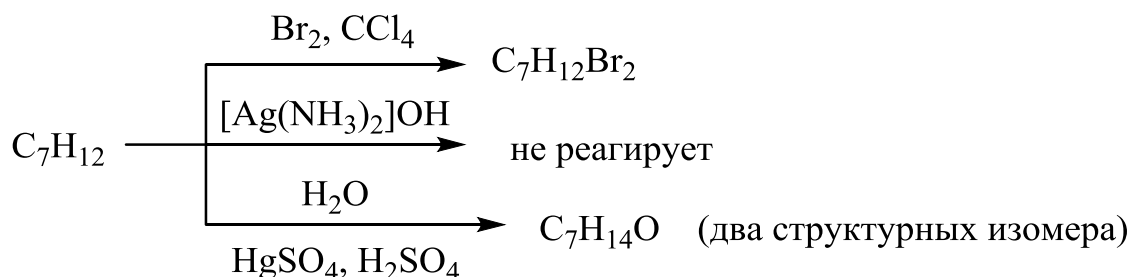 Br₂, CCl₄
C₇H₁₂Br₂
[Ag(NH₃)₂]OH
C₇H₁₂
не реагирует
H₂O
C₇H₁₄O (два структурных изомера)
HgSO₄, H₂SO₄